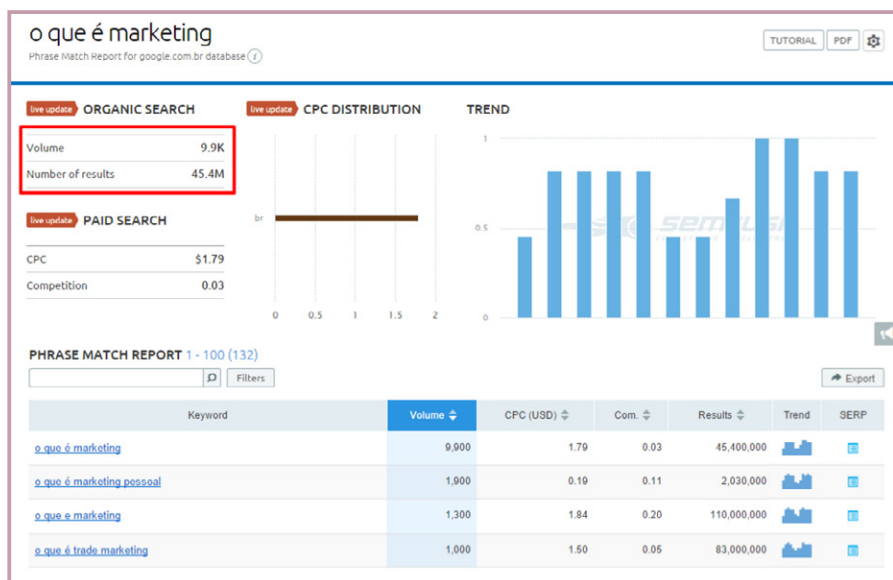 o que é marketing
TUTORIAL PDF
Phrase Match Report for google.com.br database i
live update ORGANIC SEARCH
Volume 9.9K
Number of results 45.4M
live update PAID SEARCH
CPC $1.79
Competition 0.03
live update CPC DISTRIBUTION
br
0 0.5 1 1.5 2
TREND
1
0.5
0
semrush
PHRASE MATCH REPORT 1 - 100 (132)
Filters Export
Keyword Volume CPC (USD) Com. Results Trend SERP
o que é marketing 9,900 1.79 0.03 45,400,000
o que é marketing pessoal 1,900 0.19 0.11 2,030,000
o que e marketing 1,300 1.84 0.20 110,000,000
o que é trade marketing 1,000 1.50 0.05 83,000,000